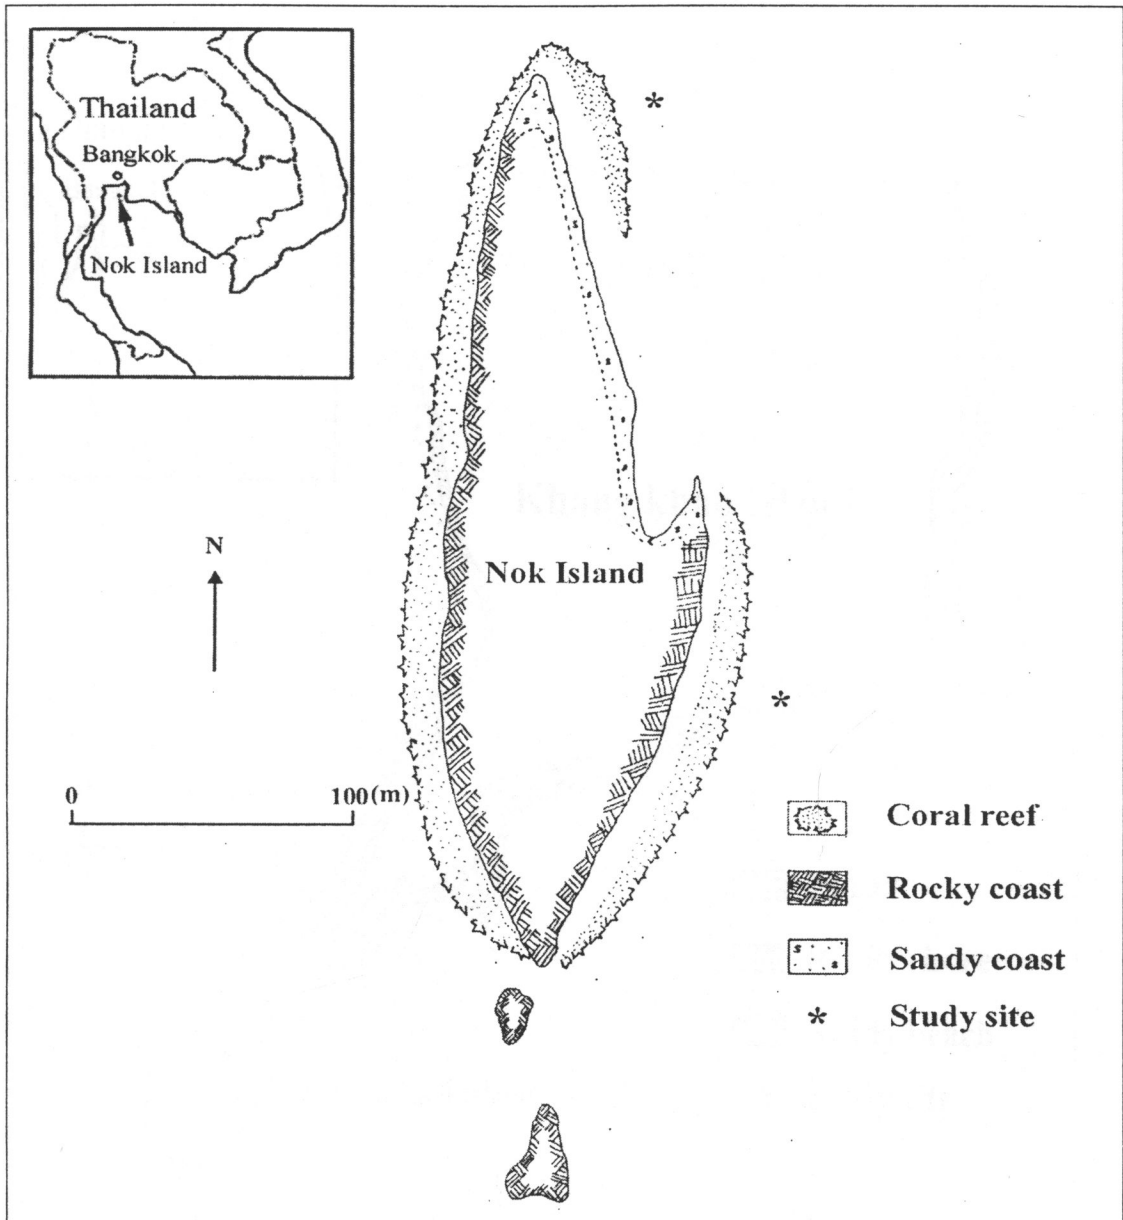 Thailand
Bangkok
Nok Island
N
Nok Island
0 100(m)
Coral reef
Rocky coast
s s Sandy coast
* Study site